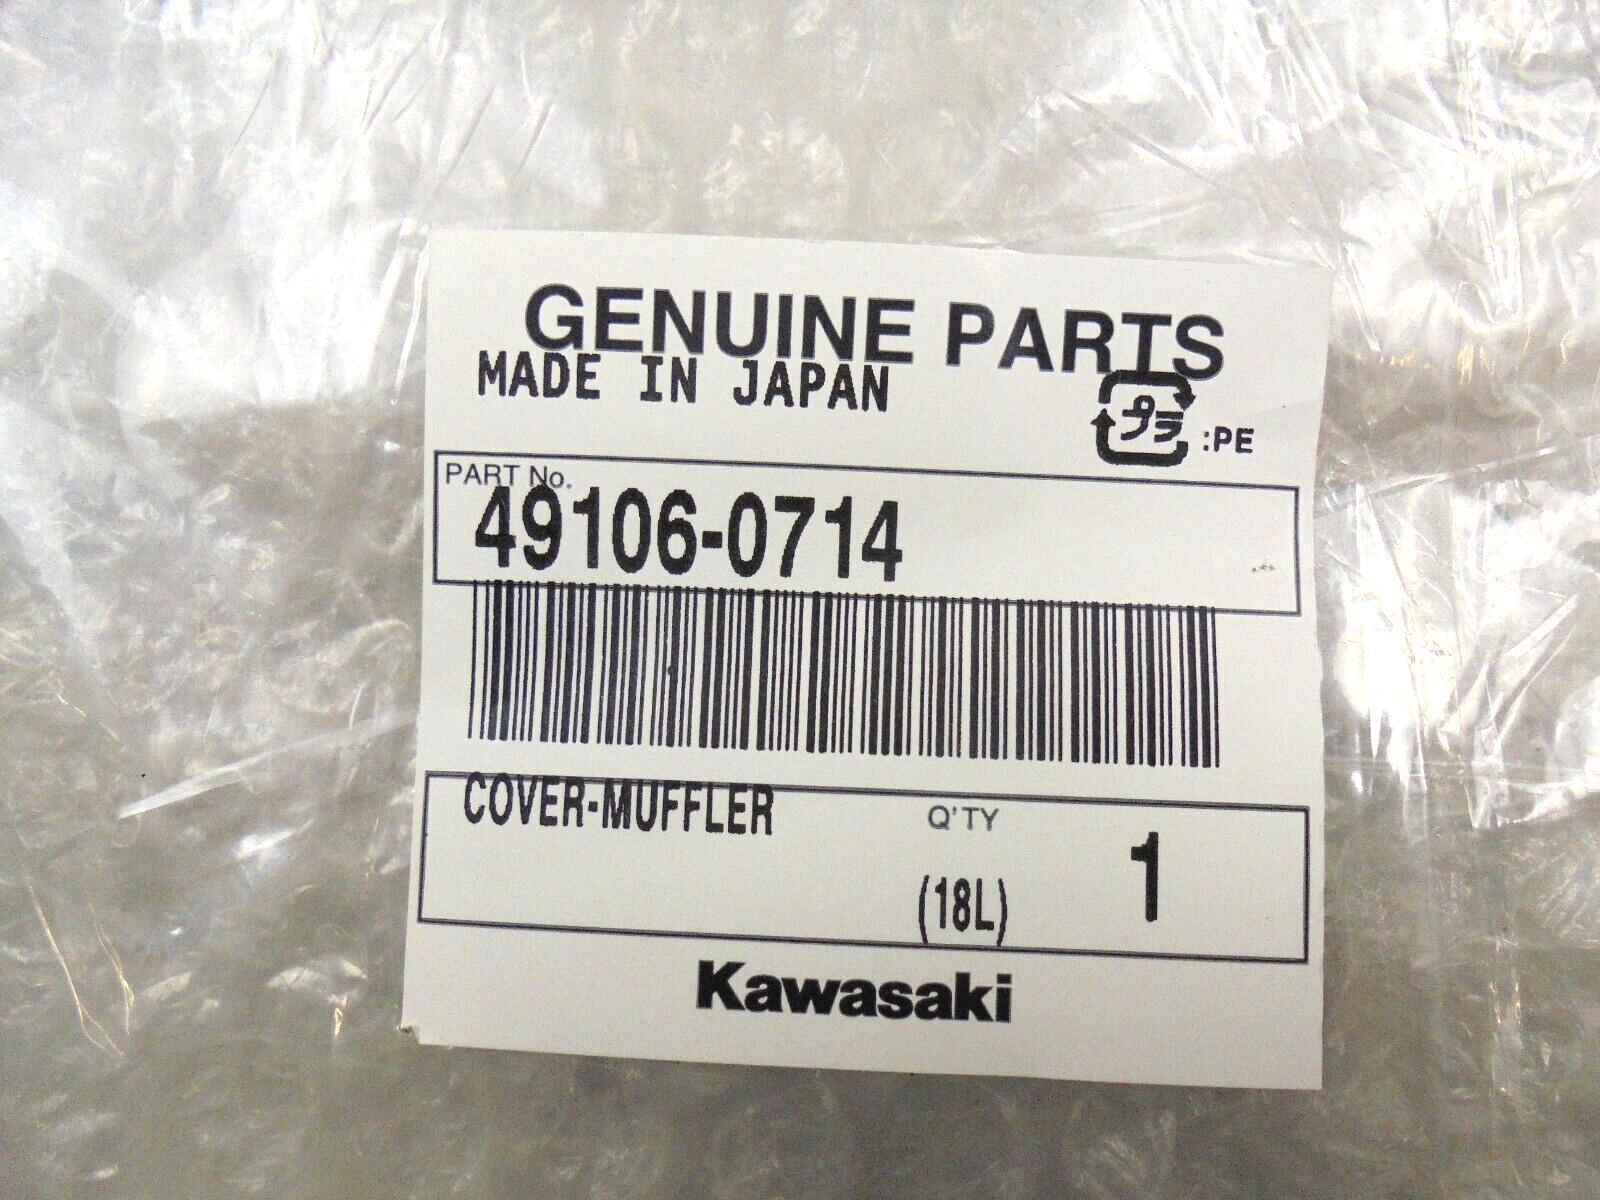 GENUINE PARTS
MADE IN JAPAN
プラ :PE
PART No.
49106-0714
COVER-MUFFLER
Q'TY
(18L) 1
Kawasaki